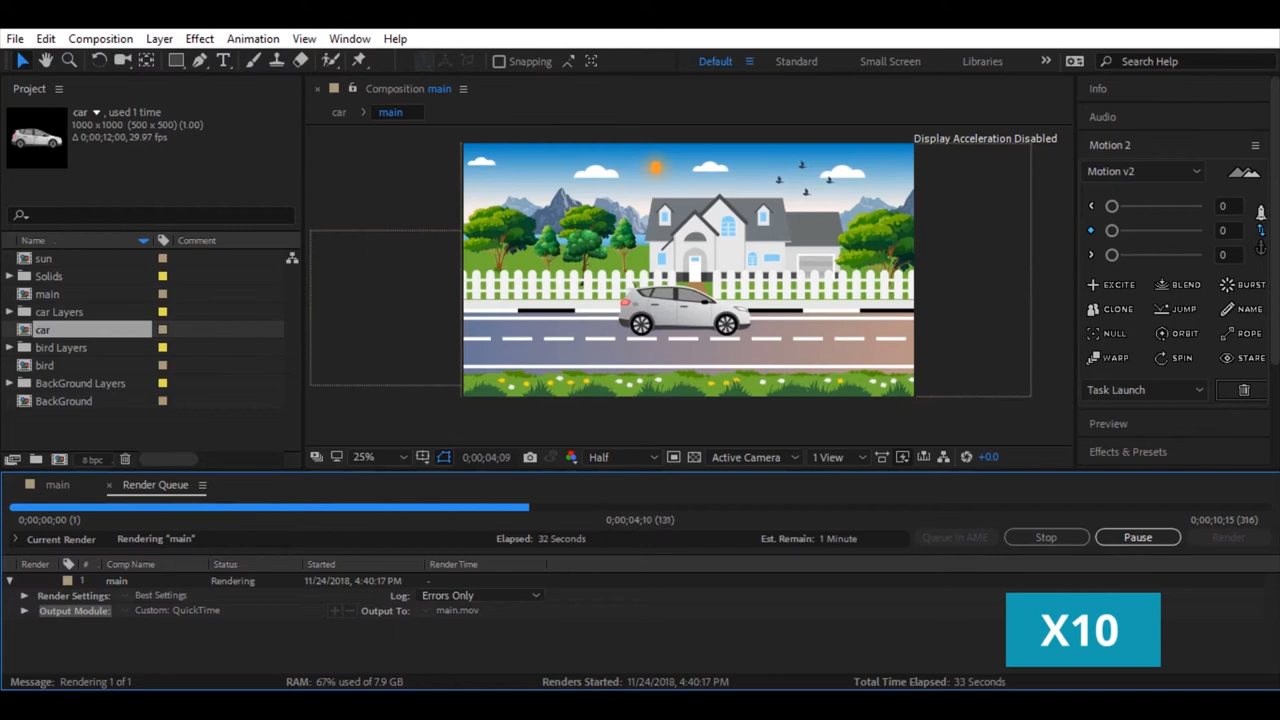 File Edit Composition Layer Effect Animation View Window Help
Snapping Default Standard Small Screen Libraries Search Help
Project
car , used 1 time
1000 x1000 (500 x 500) (1.00)
Δ 0;00;12;00, 29.97 fps
Composition main
car main
Display Acceleration Disabled
Name Comment
sun
Solids
main
car Layers
car
bird Layers
bird
BackGround Layers
BackGround
8 bpc
25% 0;00;04;09 Half Active Camera 1 View +0.0
Info
Audio
Motion 2
Motion v2
0
0
0
EXCITE BLEND BURST
CLONE JUMP NAME
NULL ORBIT ROPE
WARP SPIN STARE
Task Launch
Preview
Effects & Presets
main Render Queue
0;00;00;00 (1) 0;00;04;10 (131) 0;00;10;15 (316)
Current Render Rendering "main" Elapsed: 32 Seconds Est. Remain: 1 Minute Queue in AME Stop Pause Render
Render # Comp Name Status Started Render Time
1 main Rendering 11/24/2018, 4:40:17 PM -
Render Settings: Best Settings Log: Errors Only
Output Module: Custom: QuickTime Output To: main.mov
X10
Message: Rendering 1 of 1 RAM: 67% used of 7.9 GB Renders Started: 11/24/2018, 4:40:17 PM Total Time Elapsed: 33 Seconds